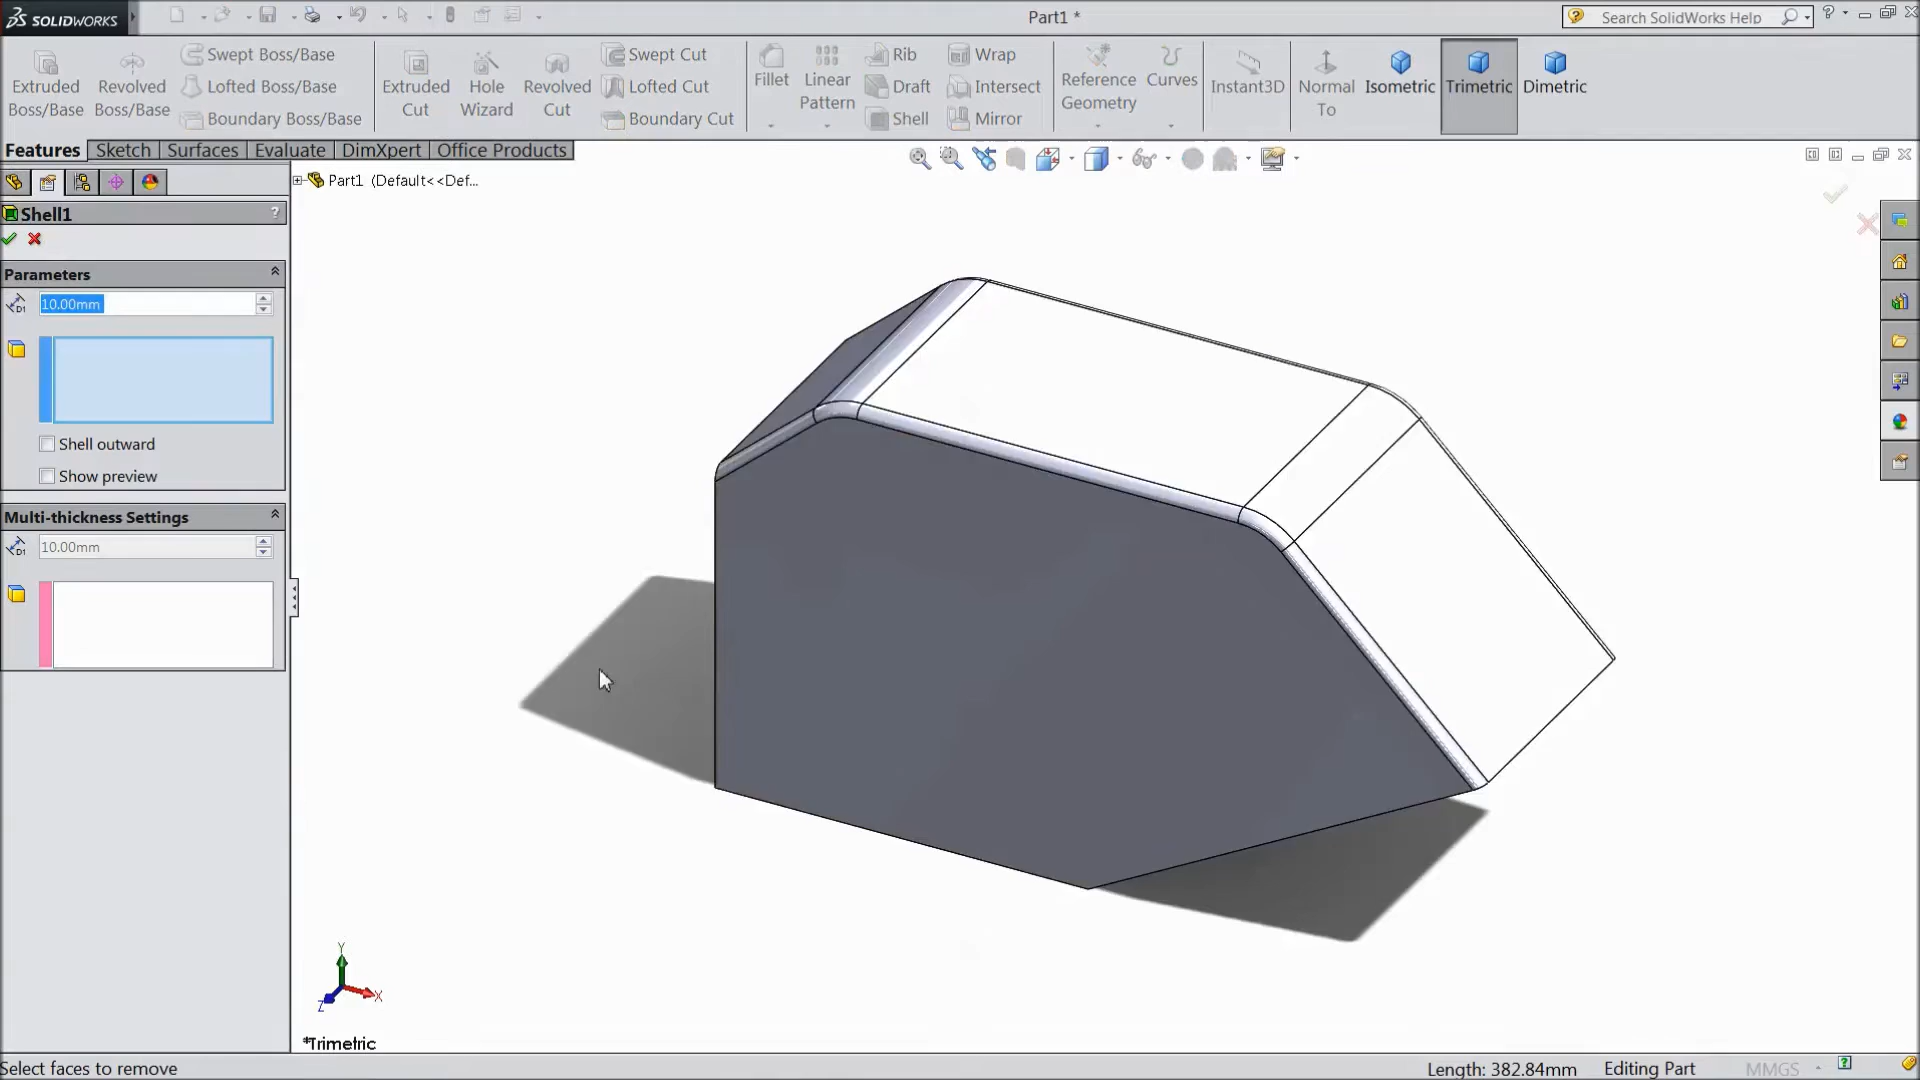 SOLIDWORKS
Part1 *
Search SolidWorks Help
Extruded Boss/Base
Revolved Boss/Base
Swept Boss/Base
Lofted Boss/Base
Boundary Boss/Base
Extruded Cut
Hole Wizard
Revolved Cut
Swept Cut
Lofted Cut
Boundary Cut
Fillet
Linear Pattern
Rib
Draft
Shell
Wrap
Intersect
Mirror
Reference Geometry
Curves
Instant3D
Normal To
Isometric
Trimetric
Dimetric
Features
Sketch
Surfaces
Evaluate
DimXpert
Office Products
Part1 (Default<<Def...
Shell1
?
Parameters
D1
10.00mm
Shell outward
Show preview
Multi-thickness Settings
D1
10.00mm
Y
X
Z
*Trimetric
Select faces to remove
Length: 382.84mm
Editing Part
MMGS